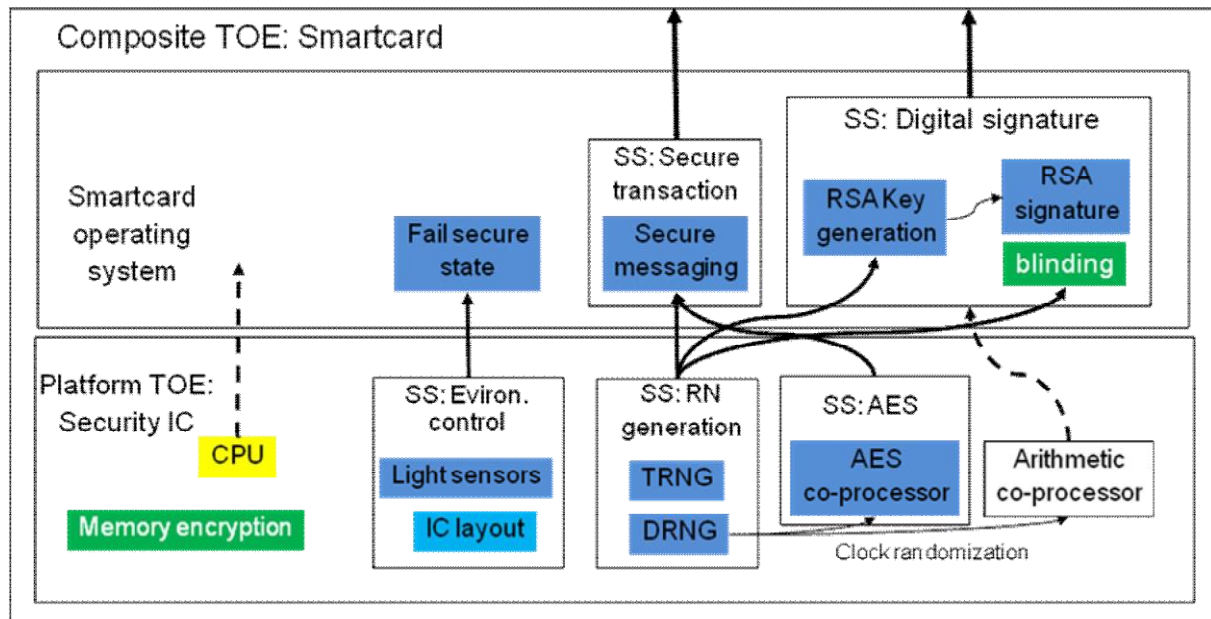 Composite TOE: Smartcard
SS: Digital signature
SS: Secure
transaction
RSA Key
generation
RSA
signature
Smartcard
operating
system
Fail secure
state
Secure
messaging
blinding
Platform TOE:
Security IC
SS: Eviron.
control
SS: RN
generation
SS: AES
CPU
Light sensors
TRNG
AES
co-processor
Arithmetic
co-processor
Memory encryption
IC layout
DRNG
Clock randomization